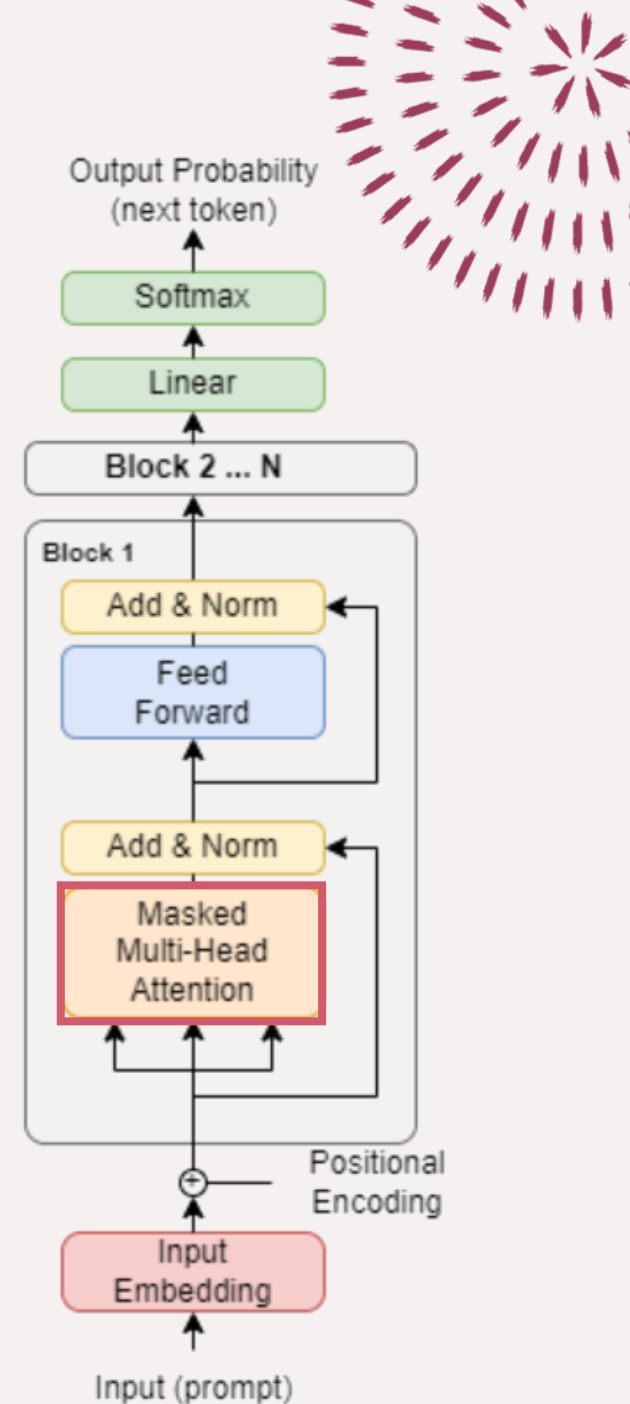 Output Probability
(next token)
Softmax
Linear
Block 2 ... N
Block 1
Add & Norm
Feed
Forward
Add & Norm
Masked
Multi-Head
Attention
Positional
Encoding
Input
Embedding
Input (prompt)